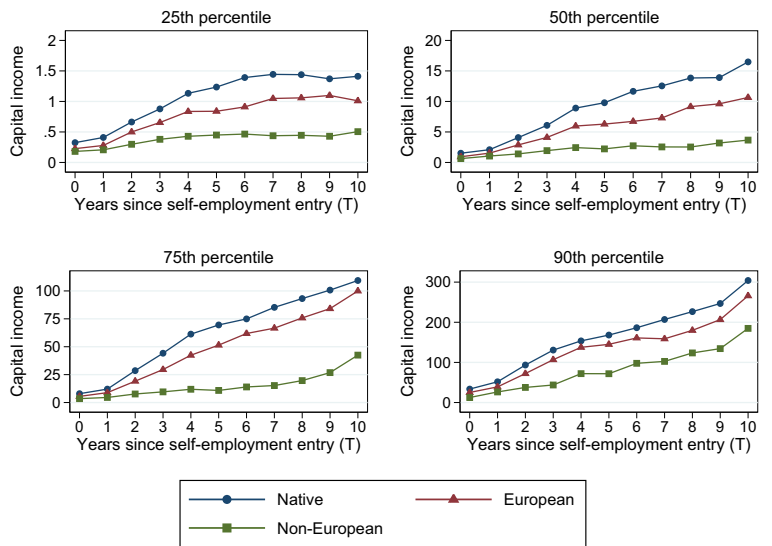 25th percentile
Capital income
2
1.5
1
.5
0
0 1 2 3 4 5 6 7 8 9 10
Years since self-employment entry (T)
50th percentile
Capital income
20
15
10
5
0
0 1 2 3 4 5 6 7 8 9 10
Years since self-employment entry (T)
75th percentile
Capital income
100
75
50
25
0
0 1 2 3 4 5 6 7 8 9 10
Years since self-employment entry (T)
90th percentile
Capital income
300
200
100
0
0 1 2 3 4 5 6 7 8 9 10
Years since self-employment entry (T)
Native
European
Non-European